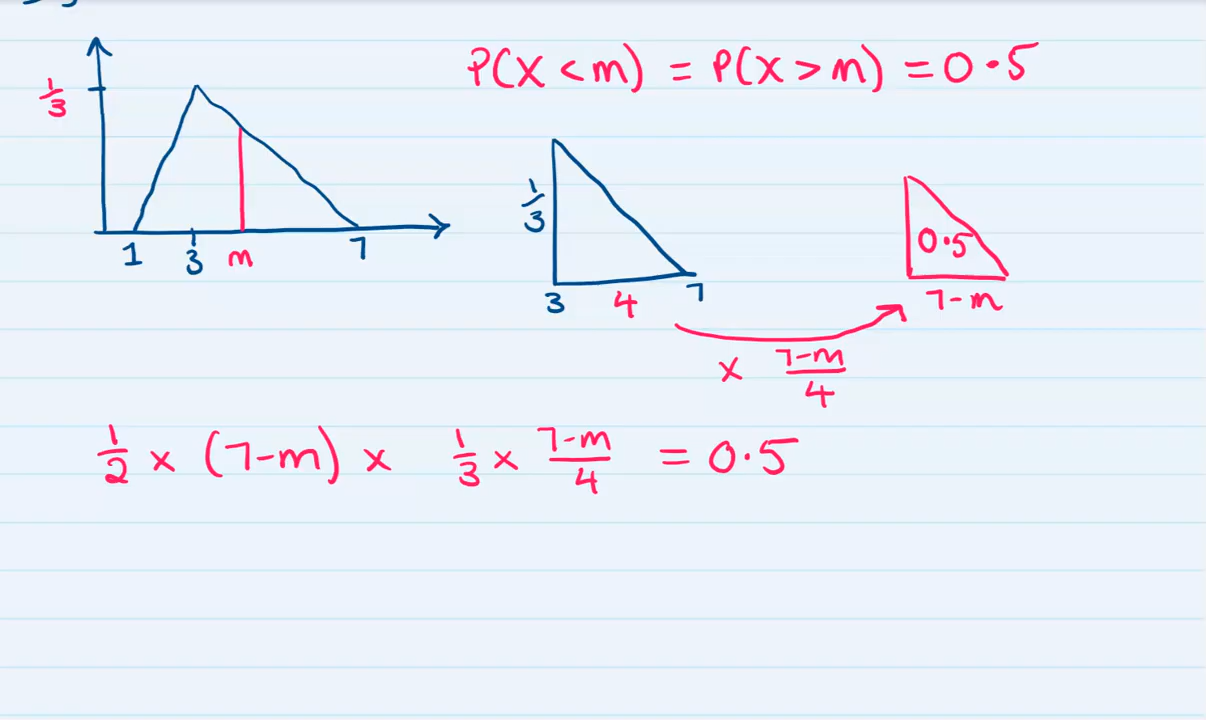 P(X < m) = P(X > m) = 0.5
1/3
1 3 m 7
1/3
3 4 7
0.5
7-m
x (7-m)/4
1/2 x (7-m) x 1/3 x (7-m)/4 = 0.5